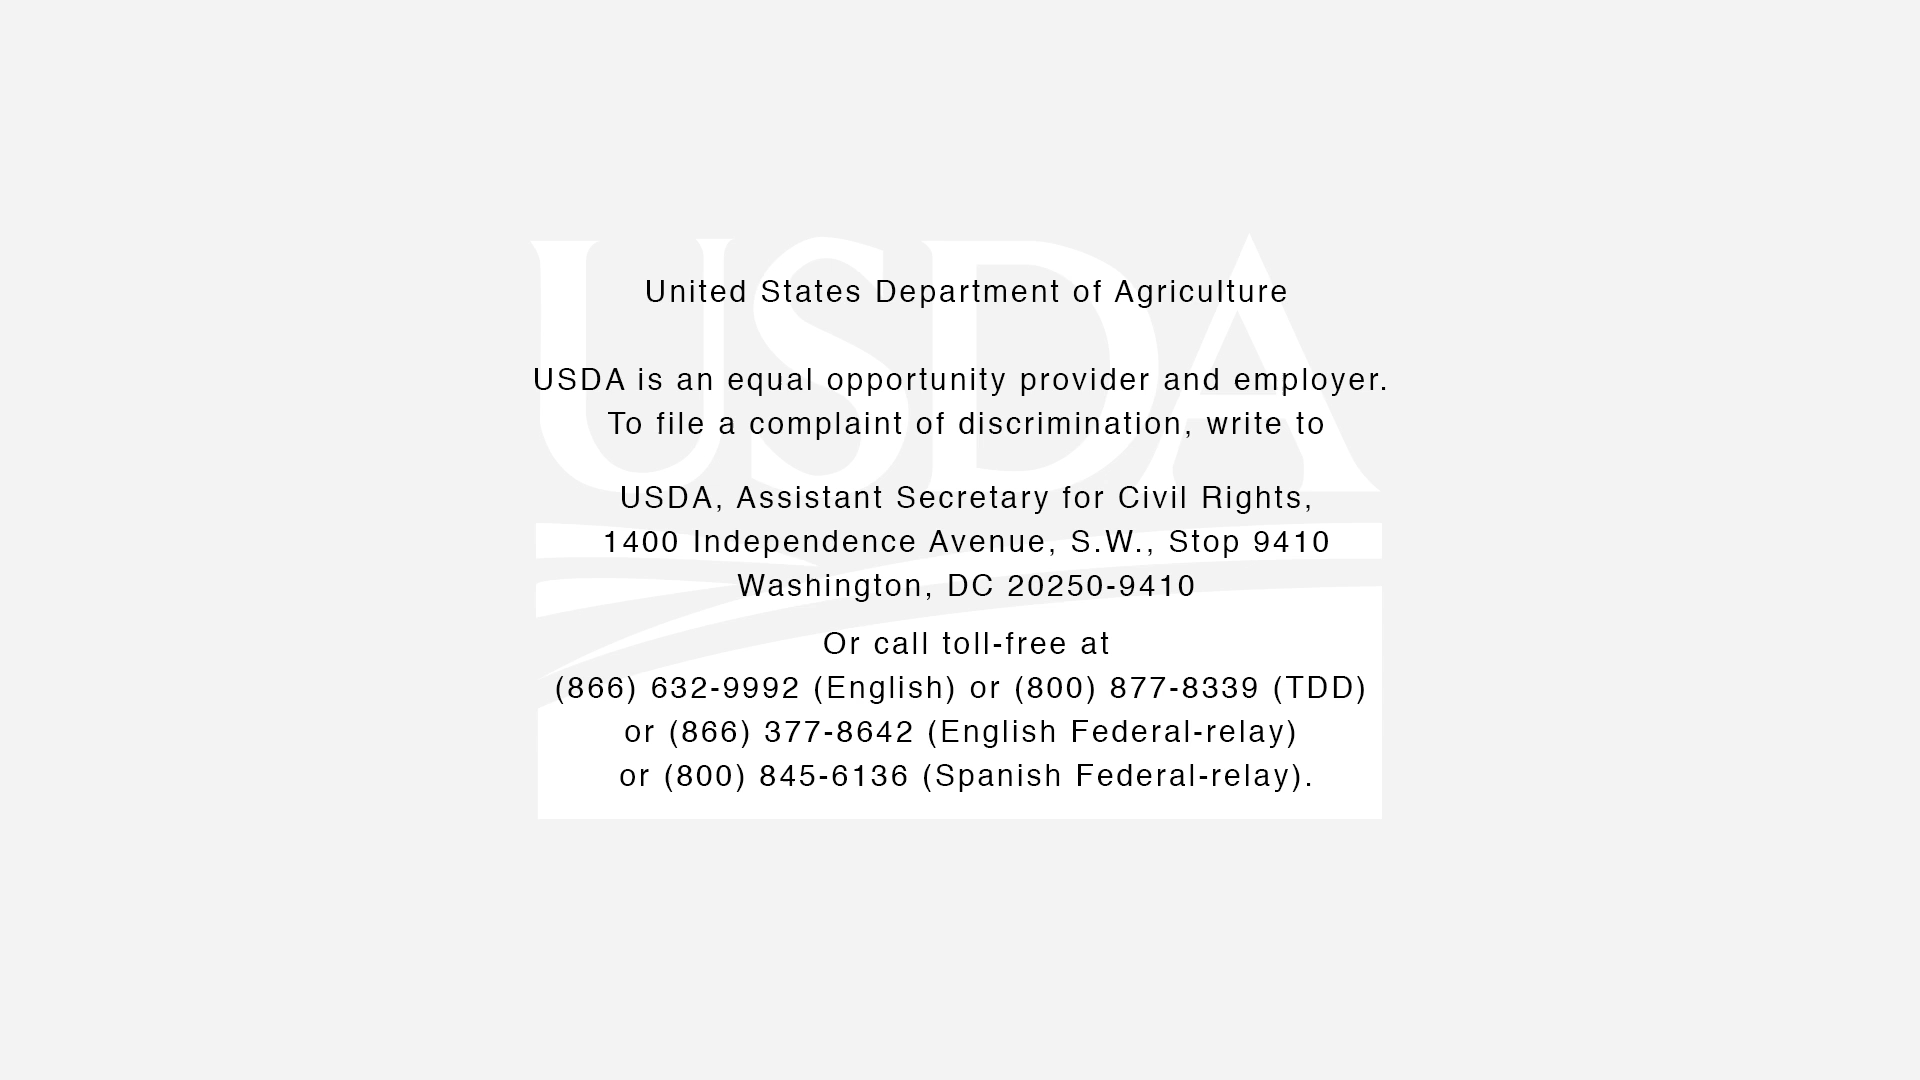 USDA
United States Department of Agriculture
USDA is an equal opportunity provider and employer.
To file a complaint of discrimination, write to
USDA, Assistant Secretary for Civil Rights,
1400 Independence Avenue, S.W., Stop 9410
Washington, DC 20250-9410
Or call toll-free at
(866) 632-9992 (English) or (800) 877-8339 (TDD)
or (866) 377-8642 (English Federal-relay)
or (800) 845-6136 (Spanish Federal-relay).